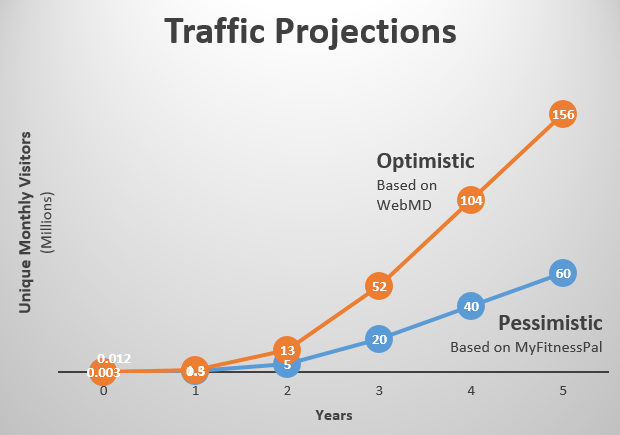 Traffic Projections
156
Optimistic
Based on
WebMD
104
52
60
40
Pessimistic
Based on MyFitnessPal
20
13
5
0.012
0.003
Unique Monthly Visitors
(Millions)
0 1 2 3 4 5
Years